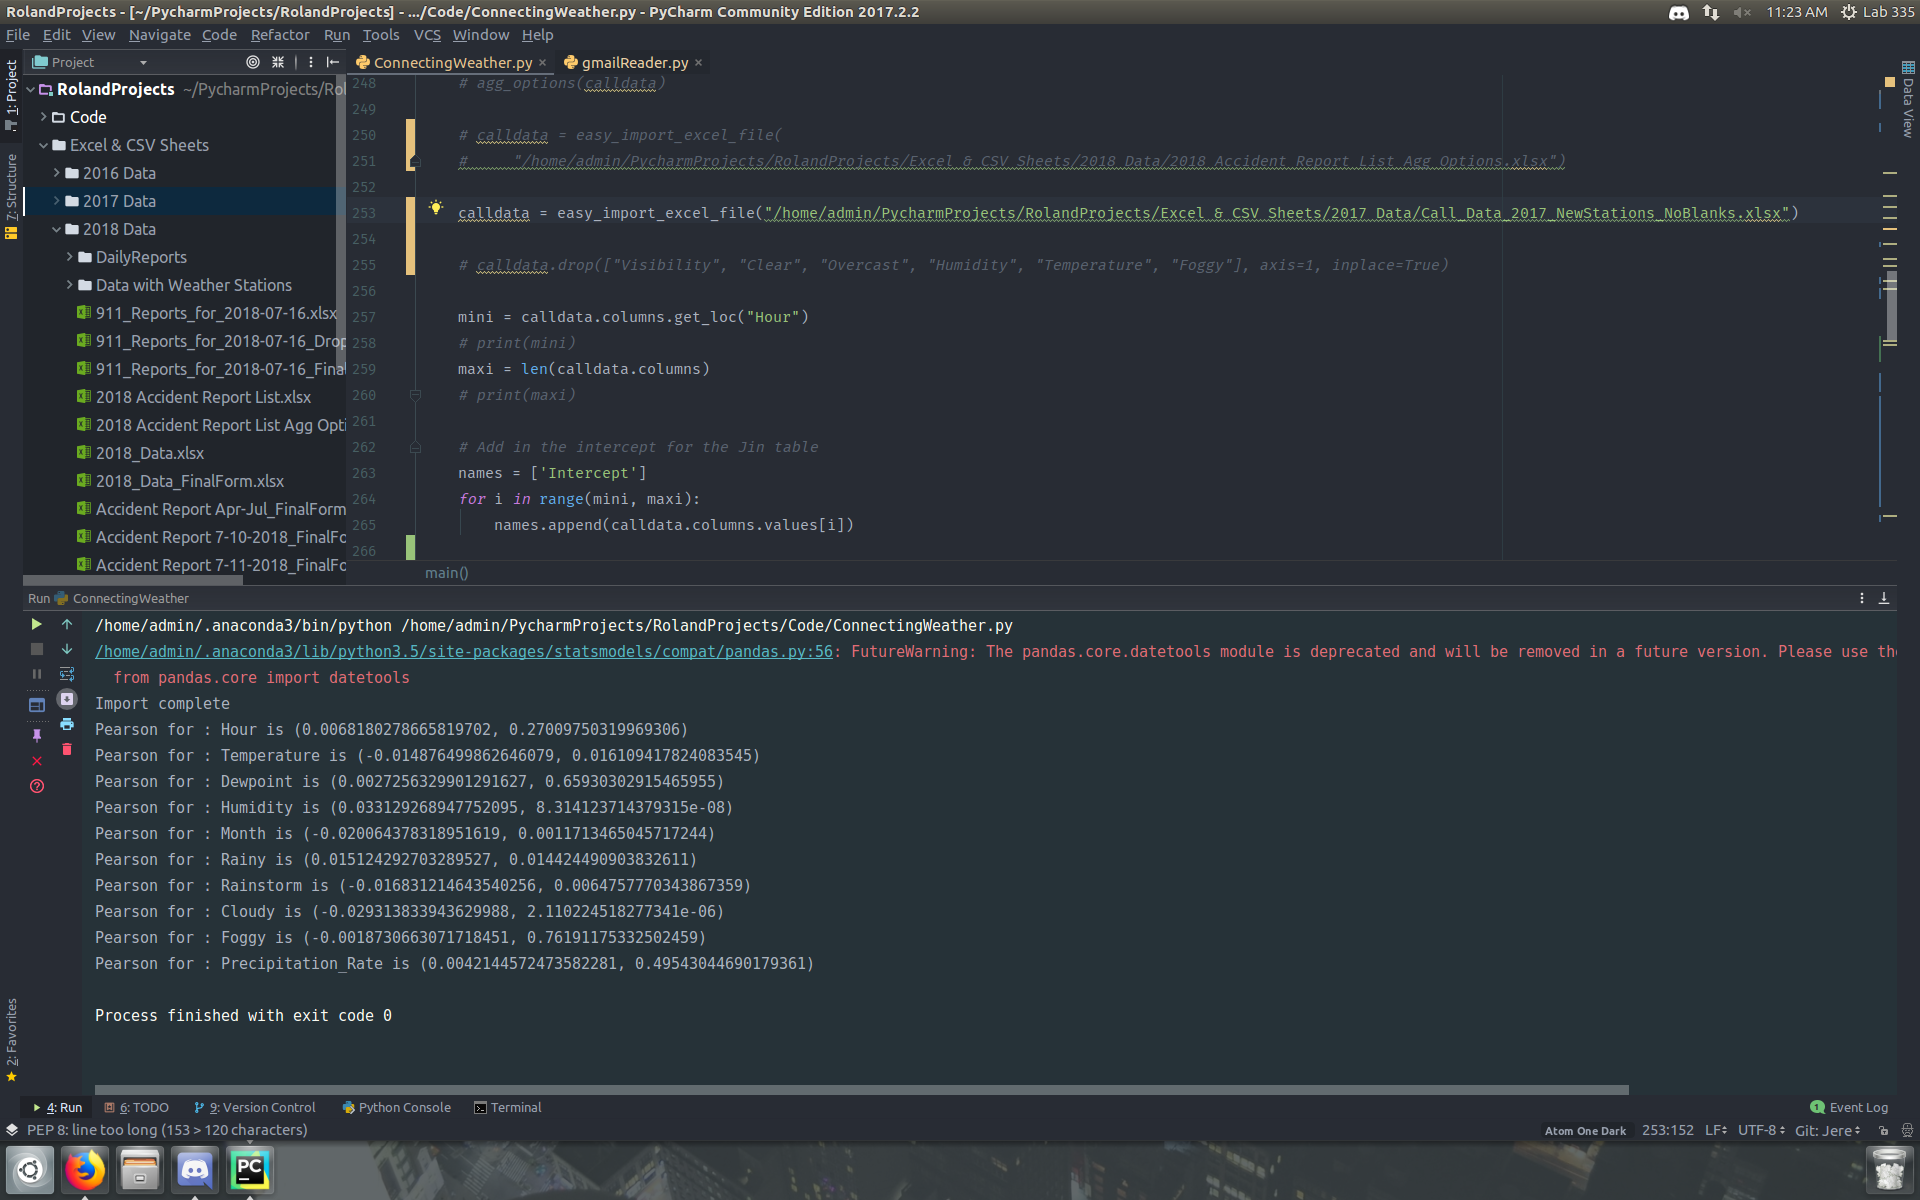 RolandProjects - [~/PycharmProjects/RolandProjects] - .../Code/ConnectingWeather.py - PyCharm Community Edition 2017.2.2
11:23 AM
Lab 335
File Edit View Navigate Code Refactor Run Tools VCS Window Help
Project
ConnectingWeather.py
gmailReader.py
1: Project
7: Structure
2: Favorites
Data View
RolandProjects ~/PycharmProjects/Rol
Code
Excel & CSV Sheets
2016 Data
2017 Data
2018 Data
DailyReports
Data with Weather Stations
911_Reports_for_2018-07-16.xlsx
911_Reports_for_2018-07-16_Drop
911_Reports_for_2018-07-16_Final
2018 Accident Report List.xlsx
2018 Accident Report List Agg Opti
2018_Data.xlsx
2018_Data_FinalForm.xlsx
Accident Report Apr-Jul_FinalForm
Accident Report 7-10-2018_FinalFo
Accident Report 7-11-2018_FinalFo
248 # agg_options(calldata)
249
250 # calldata = easy_import_excel_file(
251 #     "/home/admin/PycharmProjects/RolandProjects/Excel & CSV Sheets/2018 Data/2018 Accident Report List Agg Options.xlsx")
252
253 calldata = easy_import_excel_file("/home/admin/PycharmProjects/RolandProjects/Excel & CSV Sheets/2017 Data/Call_Data_2017_NewStations_NoBlanks.xlsx")
254
255 # calldata.drop(["Visibility", "Clear", "Overcast", "Humidity", "Temperature", "Foggy"], axis=1, inplace=True)
256
257 mini = calldata.columns.get_loc("Hour")
258 # print(mini)
259 maxi = len(calldata.columns)
260 # print(maxi)
261
262 # Add in the intercept for the Jin table
263 names = ['Intercept']
264 for i in range(mini, maxi):
265     names.append(calldata.columns.values[i])
266
main()
Run ConnectingWeather
/home/admin/.anaconda3/bin/python /home/admin/PycharmProjects/RolandProjects/Code/ConnectingWeather.py
/home/admin/.anaconda3/lib/python3.5/site-packages/statsmodels/compat/pandas.py:56: FutureWarning: The pandas.core.datetools module is deprecated and will be removed in a future version. Please use the
  from pandas.core import datetools
Import complete
Pearson for : Hour is (0.0068180278665819702, 0.27009750319969306)
Pearson for : Temperature is (-0.014876499862646079, 0.016109417824083545)
Pearson for : Dewpoint is (0.0027256329901291627, 0.65930302915465955)
Pearson for : Humidity is (0.033129268947752095, 8.314123714379315e-08)
Pearson for : Month is (-0.020064378318951619, 0.0011713465045717244)
Pearson for : Rainy is (0.015124292703289527, 0.014424490903832611)
Pearson for : Rainstorm is (-0.016831214643540256, 0.0064757770343867359)
Pearson for : Cloudy is (-0.029313833943629988, 2.110224518277341e-06)
Pearson for : Foggy is (-0.0018730663071718451, 0.76191175332502459)
Pearson for : Precipitation_Rate is (0.0042144572473582281, 0.49543044690179361)
Process finished with exit code 0
4: Run 6: TODO 9: Version Control Python Console Terminal
1 Event Log
PEP 8: line too long (153 > 120 characters)
Atom One Dark 253:152 LF UTF-8 Git: Jere
PC